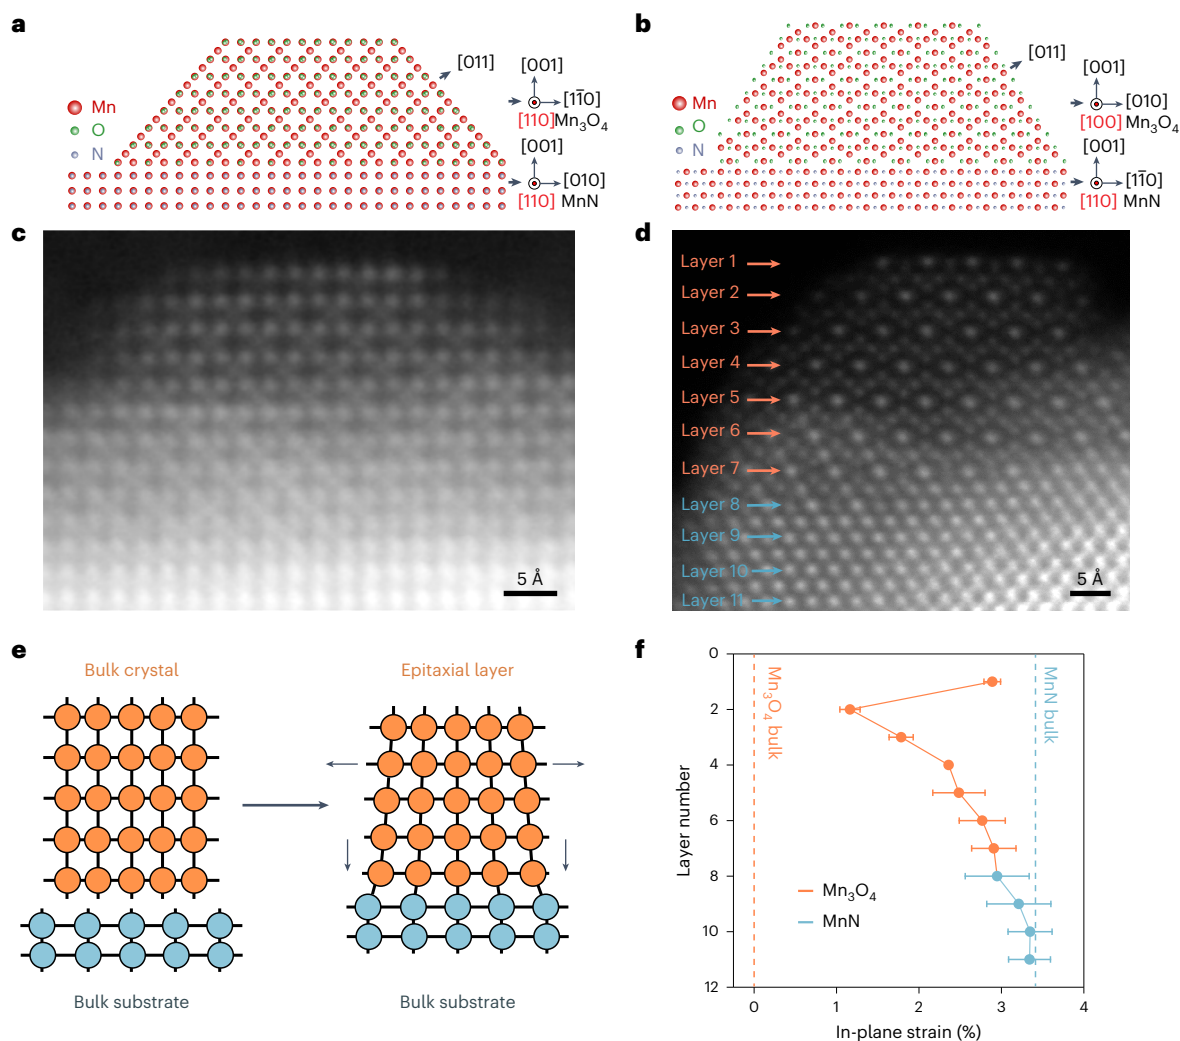 a
[011]
[001]
[11̄0]
[110] Mn3O4
Mn
O
N
[001]
[010]
[110] MnN
b
[011]
[001]
[010]
[100] Mn3O4
Mn
O
N
[001]
[11̄0]
[110] MnN
c
5 Å
d
Layer 1
Layer 2
Layer 3
Layer 4
Layer 5
Layer 6
Layer 7
Layer 8
Layer 9
Layer 10
Layer 11
5 Å
e
Bulk crystal
Epitaxial layer
Bulk substrate
Bulk substrate
f
0
2
4
6
8
10
12
Layer number
Mn3O4 bulk
MnN bulk
Mn3O4
MnN
0 1 2 3 4
In-plane strain (%)